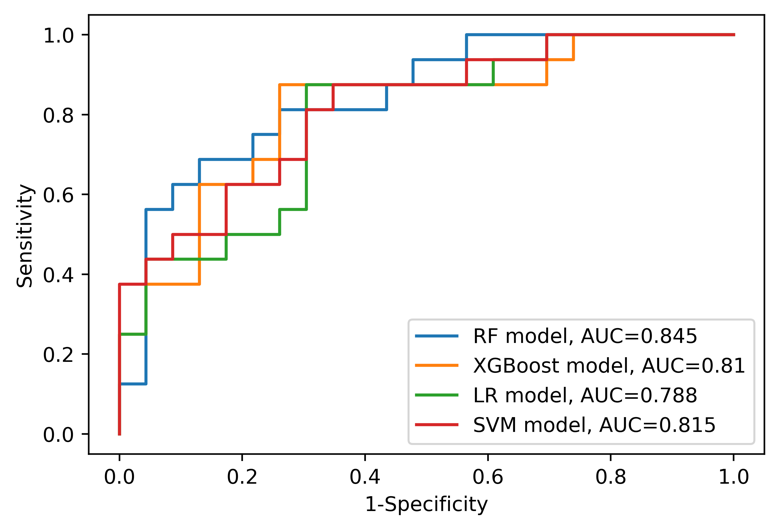 1.0
0.8
0.6
0.4
0.2
0.0
Sensitivity
RF model, AUC=0.845
XGBoost model, AUC=0.81
LR model, AUC=0.788
SVM model, AUC=0.815
0.0 0.2 0.4 0.6 0.8 1.0
1-Specificity